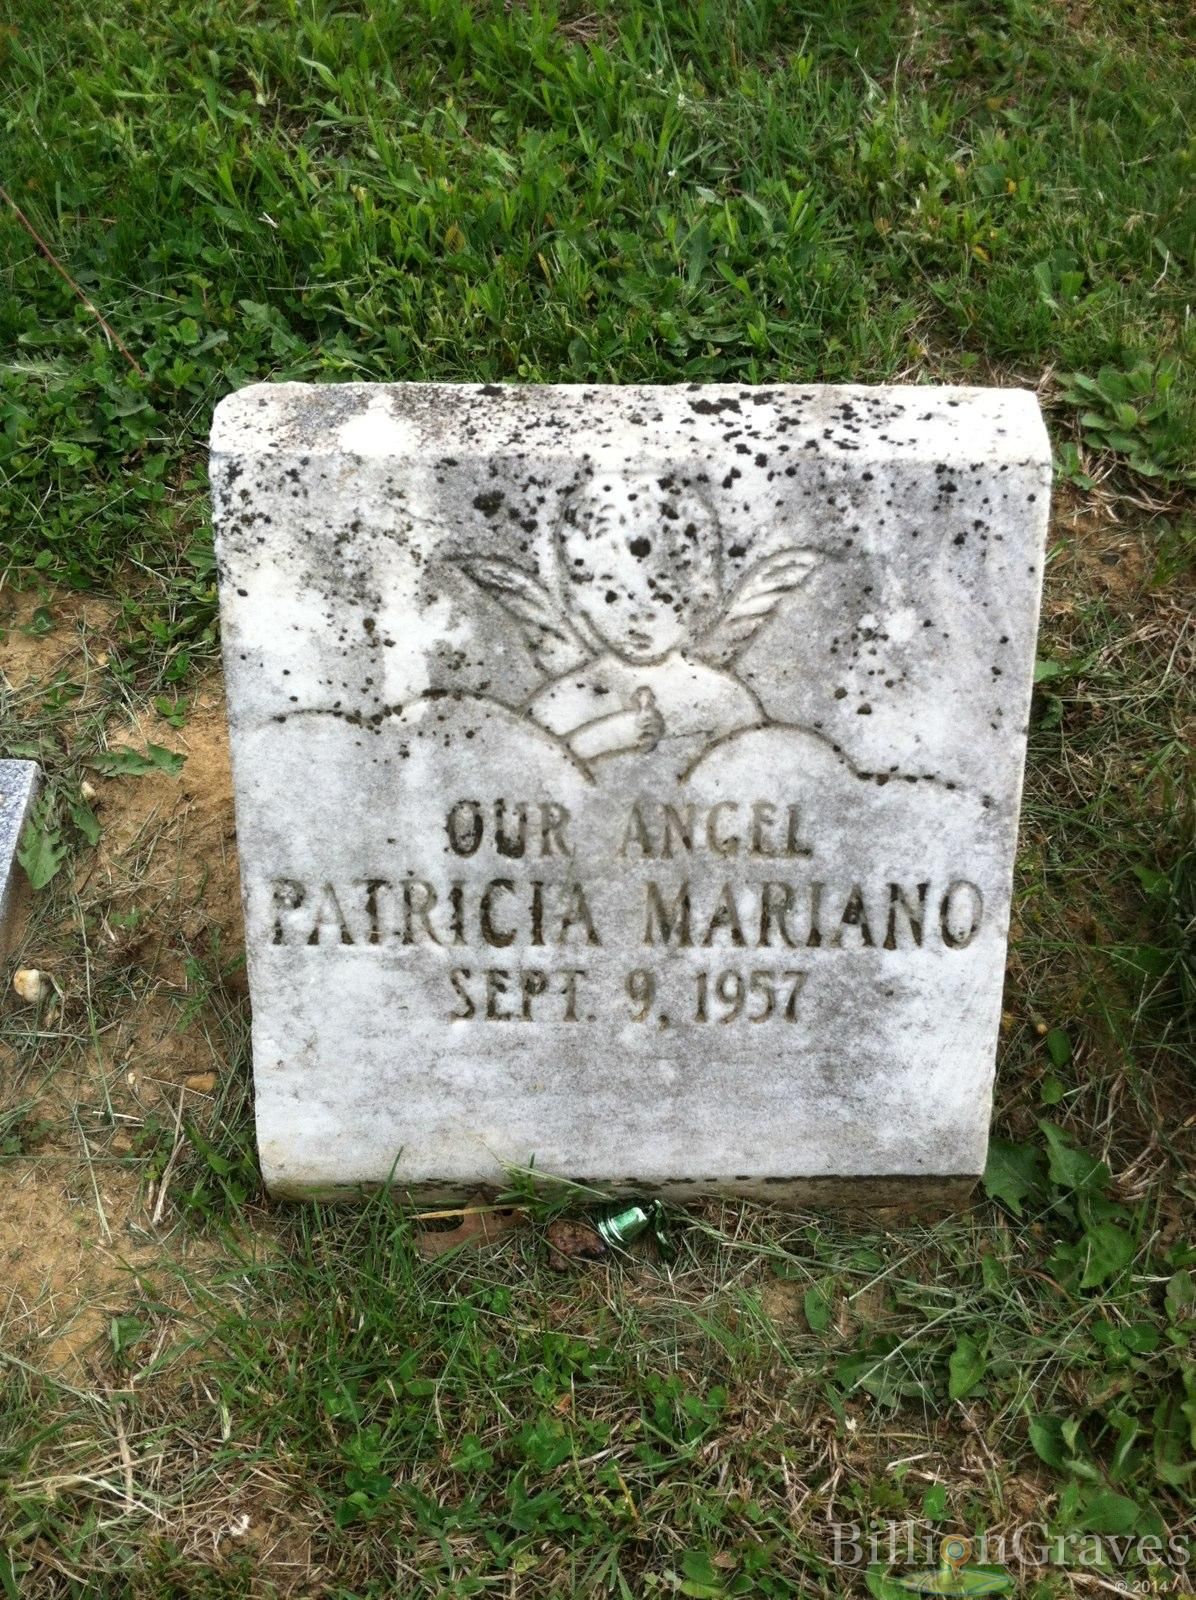 OUR ANGEL
PATRICIA MARIANO
SEPT. 9, 1957
BillionGraves
© 2014